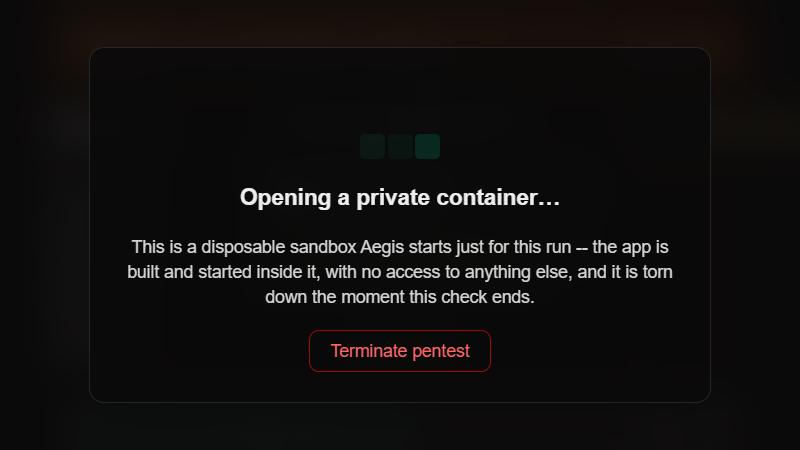 Opening a private container…
This is a disposable sandbox Aegis starts just for this run -- the app is
built and started inside it, with no access to anything else, and it is torn
down the moment this check ends.
Terminate pentest